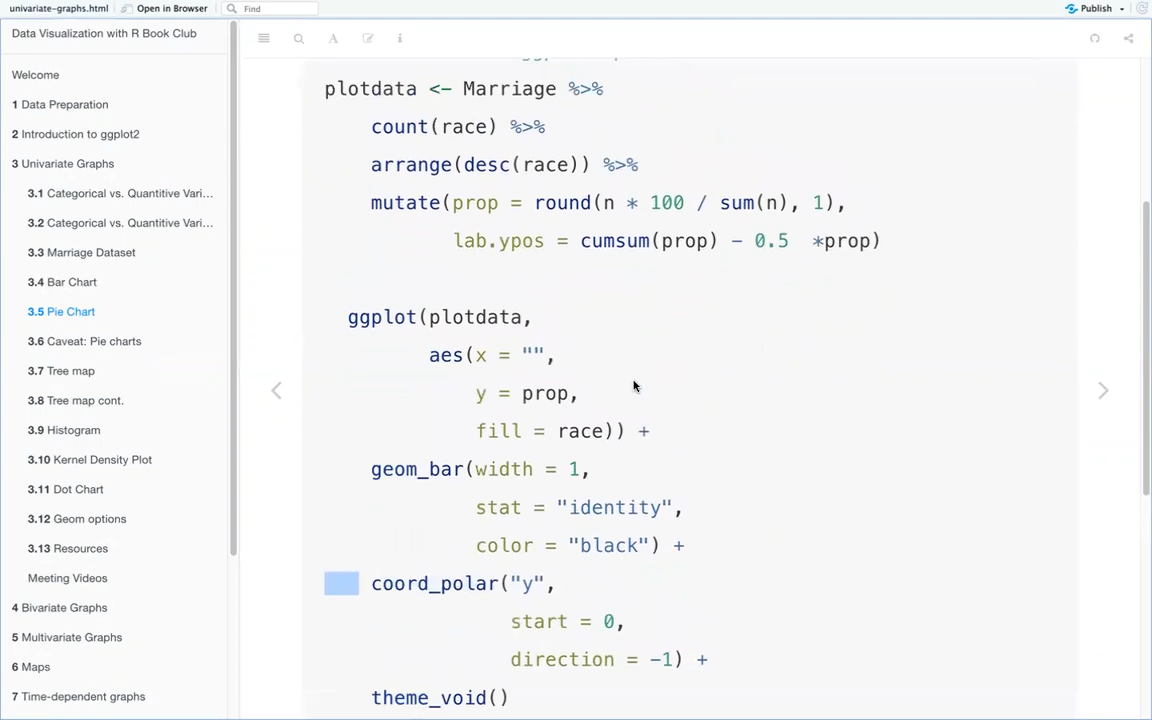 univariate-graphs.html
Open in Browser
Find
Publish
Data Visualization with R Book Club
Welcome
1 Data Preparation
2 Introduction to ggplot2
3 Univariate Graphs
3.1 Categorical vs. Quantitative Vari...
3.2 Categorical vs. Quantitative Vari...
3.3 Marriage Dataset
3.4 Bar Chart
3.5 Pie Chart
3.6 Caveat: Pie charts
3.7 Tree map
3.8 Tree map cont.
3.9 Histogram
3.10 Kernel Density Plot
3.11 Dot Chart
3.12 Geom options
3.13 Resources
Meeting Videos
4 Bivariate Graphs
5 Multivariate Graphs
6 Maps
7 Time-dependent graphs
A
i
plotdata <- Marriage %>%
count(race) %>%
arrange(desc(race)) %>%
mutate(prop = round(n * 100 / sum(n), 1),
lab.ypos = cumsum(prop) - 0.5  *prop)
ggplot(plotdata,
aes(x = "",
y = prop,
fill = race)) +
geom_bar(width = 1,
stat = "identity",
color = "black") +
coord_polar("y",
start = 0,
direction = -1) +
theme_void()